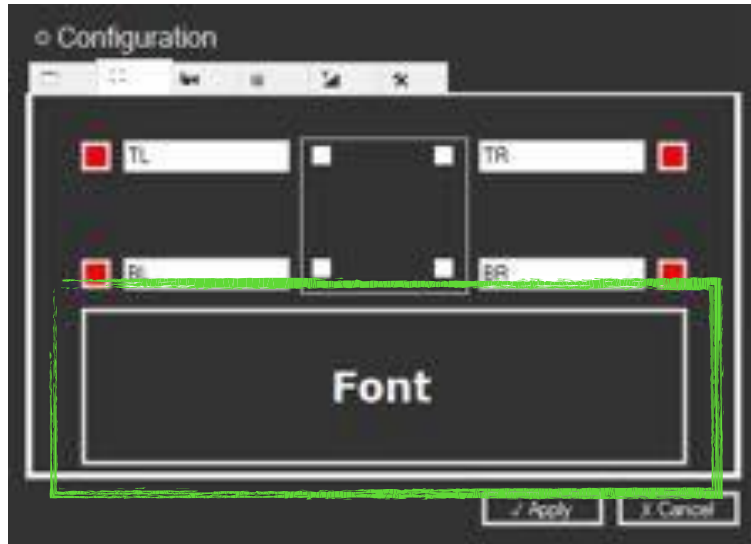 Configuration
TL
TR
BL
BR
Font
Apply
X Cancel